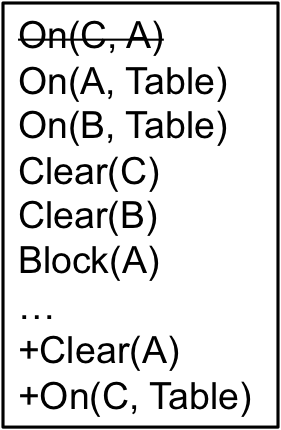 On(C, A)
On(A, Table)
On(B, Table)
Clear(C)
Clear(B)
Block(A)
…
+Clear(A)
+On(C, Table)